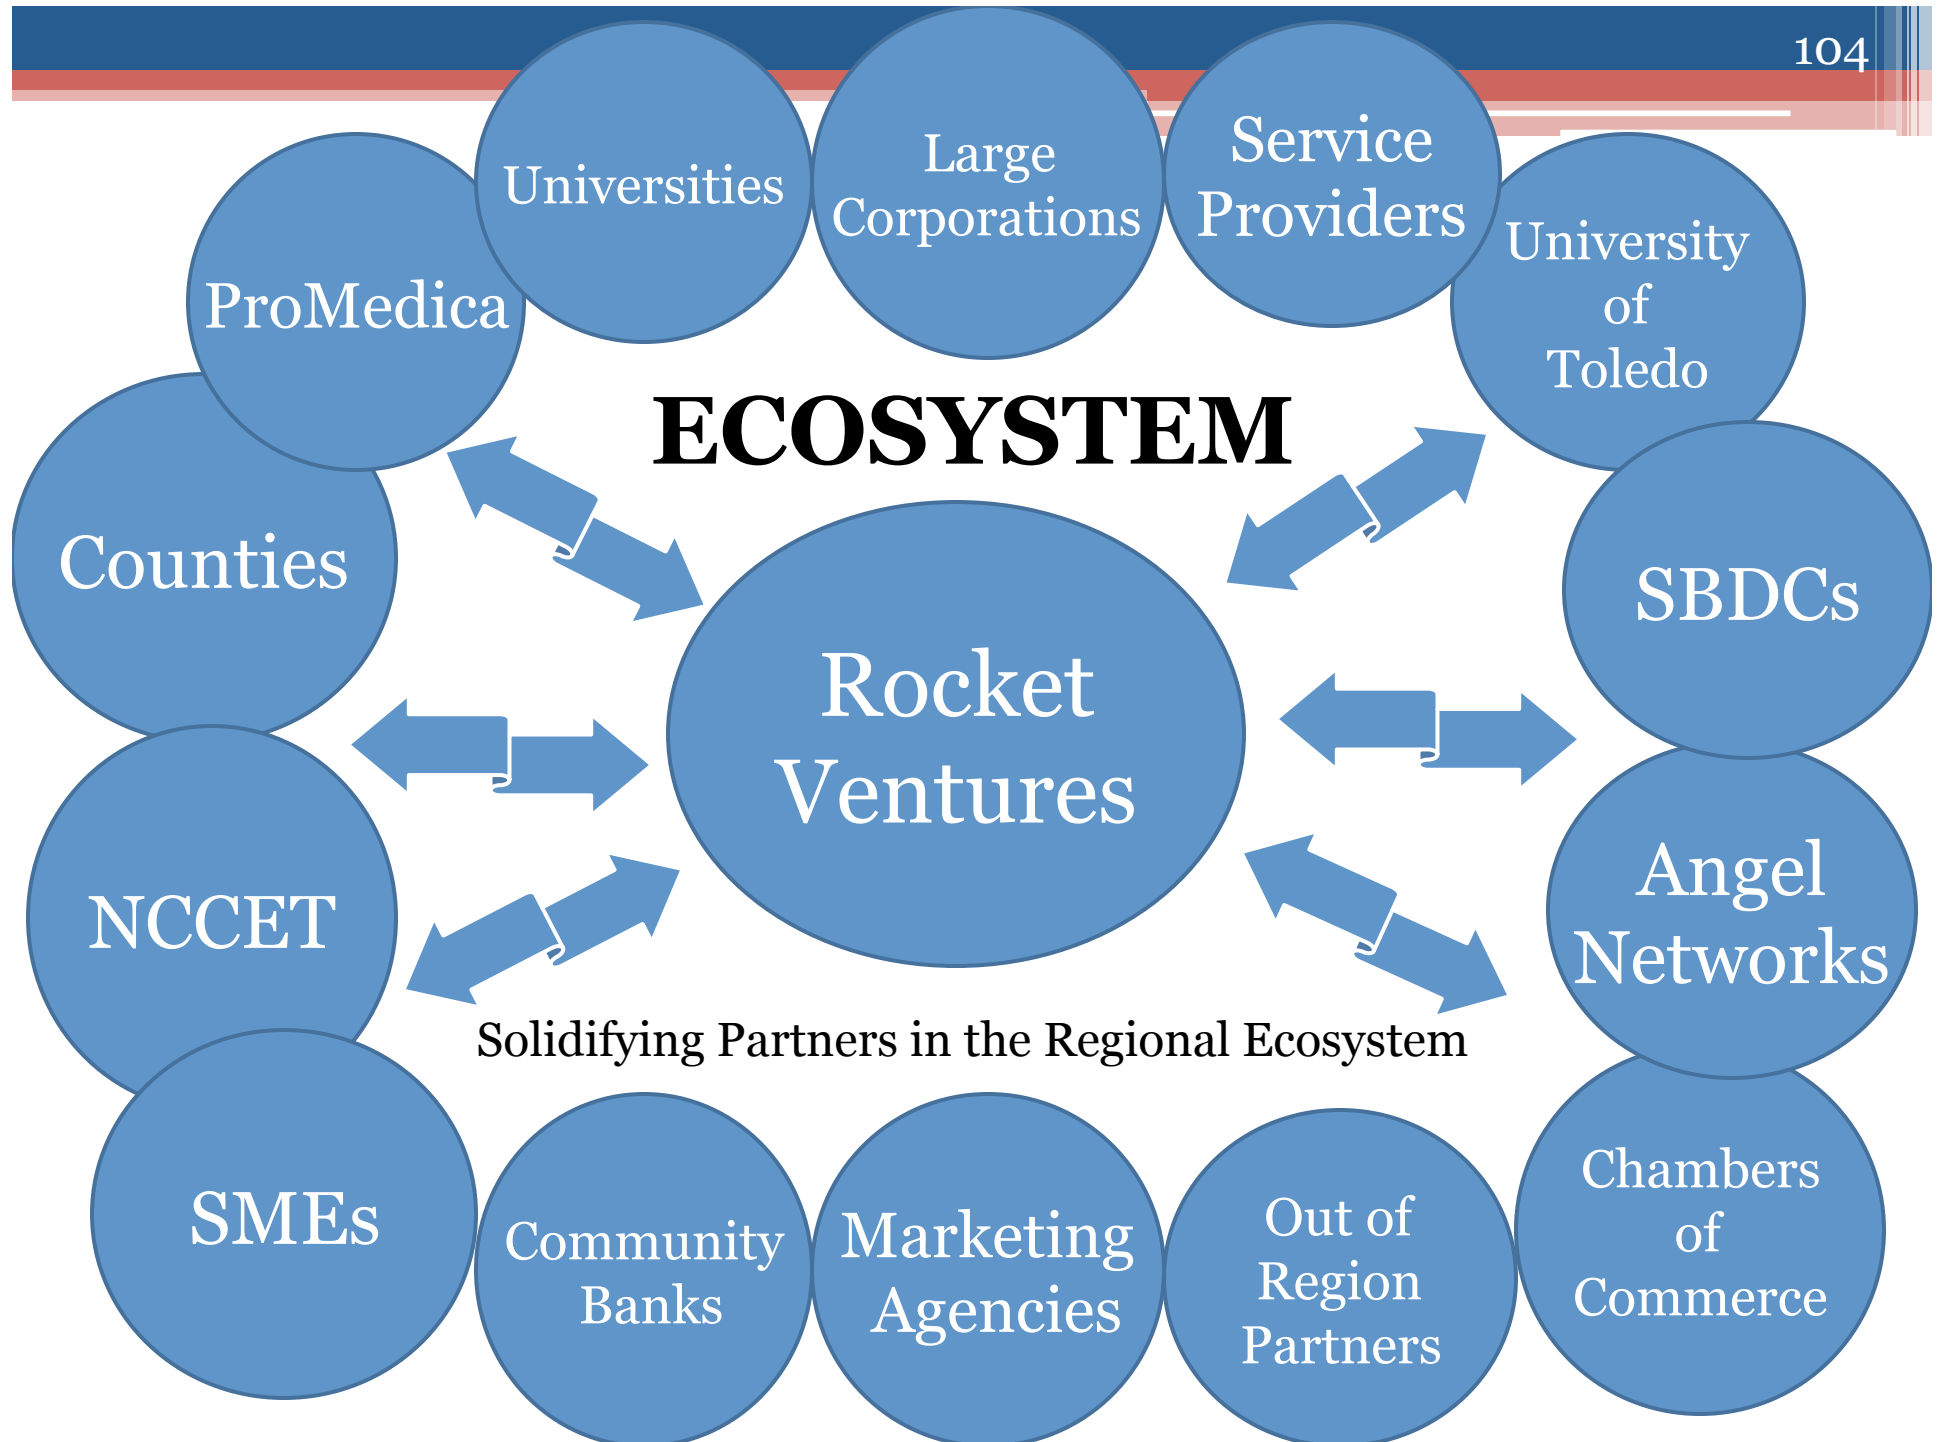 104
Universities
Large
Corporations
Service
Providers
ProMedica
University
of
Toledo
ECOSYSTEM
Counties
SBDCs
Rocket
Ventures
NCCET
Angel
Networks
Solidifying Partners in the Regional Ecosystem
SMEs
Community
Banks
Marketing
Agencies
Out of
Region
Partners
Chambers
of
Commerce